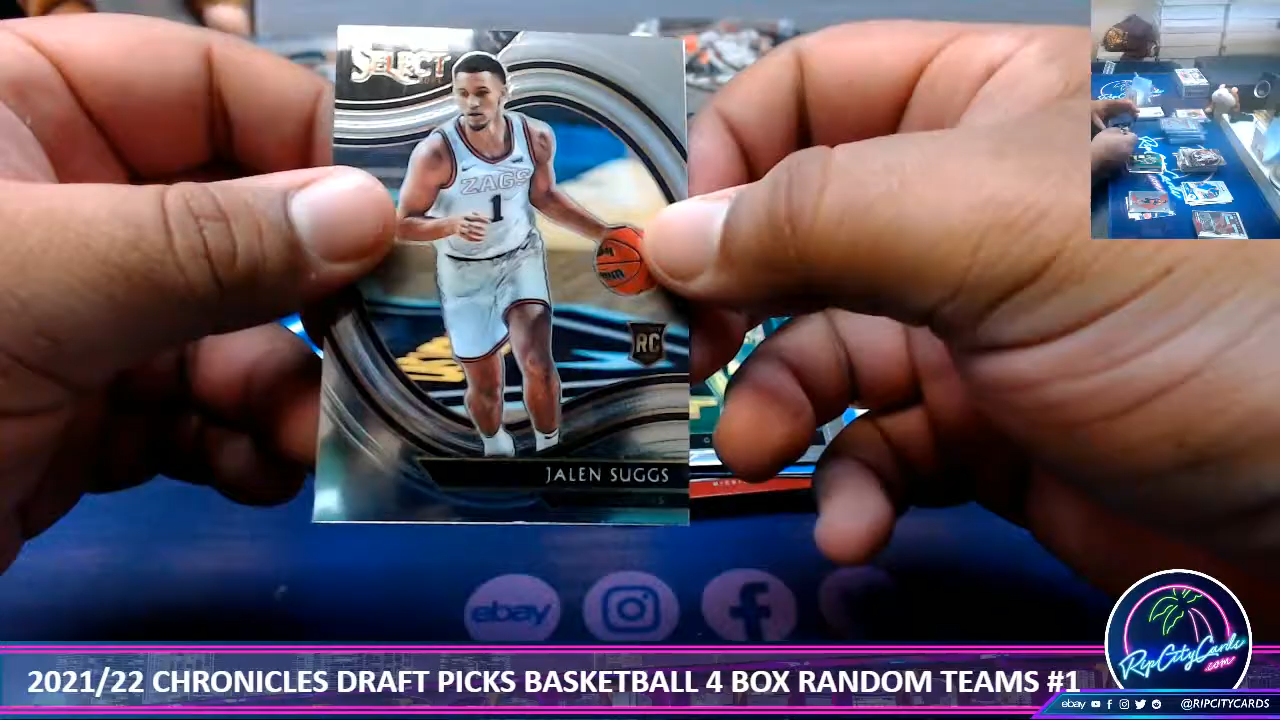 SELECT
ZAGS
1
RC
JALEN SUGGS
ebay
2021/22 CHRONICLES DRAFT PICKS BASKETBALL 4 BOX RANDOM TEAMS #1
RipCityCards
.com
ebay
@RIPCITYCARDS